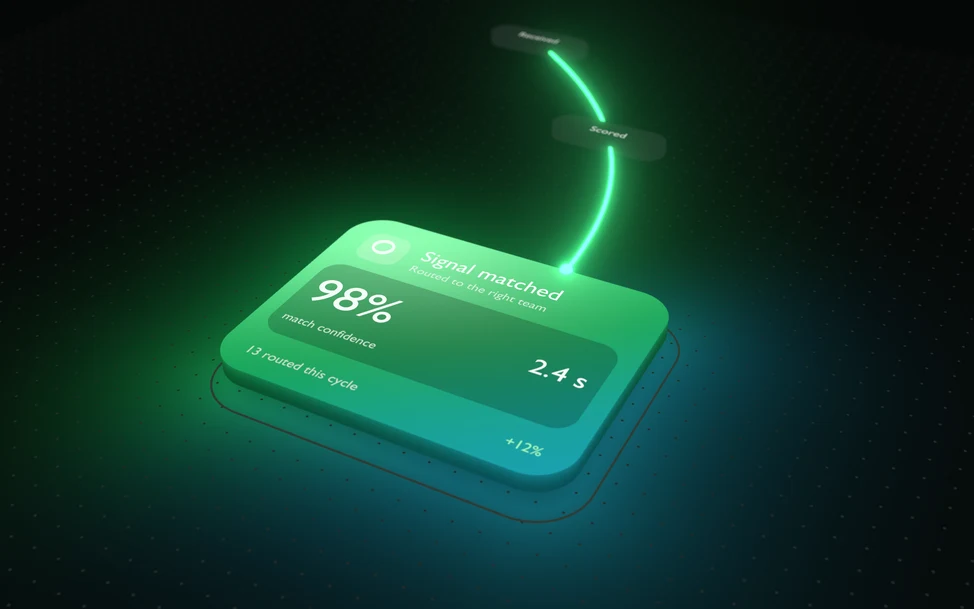 Received
Scored
Signal matched
Routed to the right team
98%
match confidence
2.4 s
13 routed this cycle
+12%